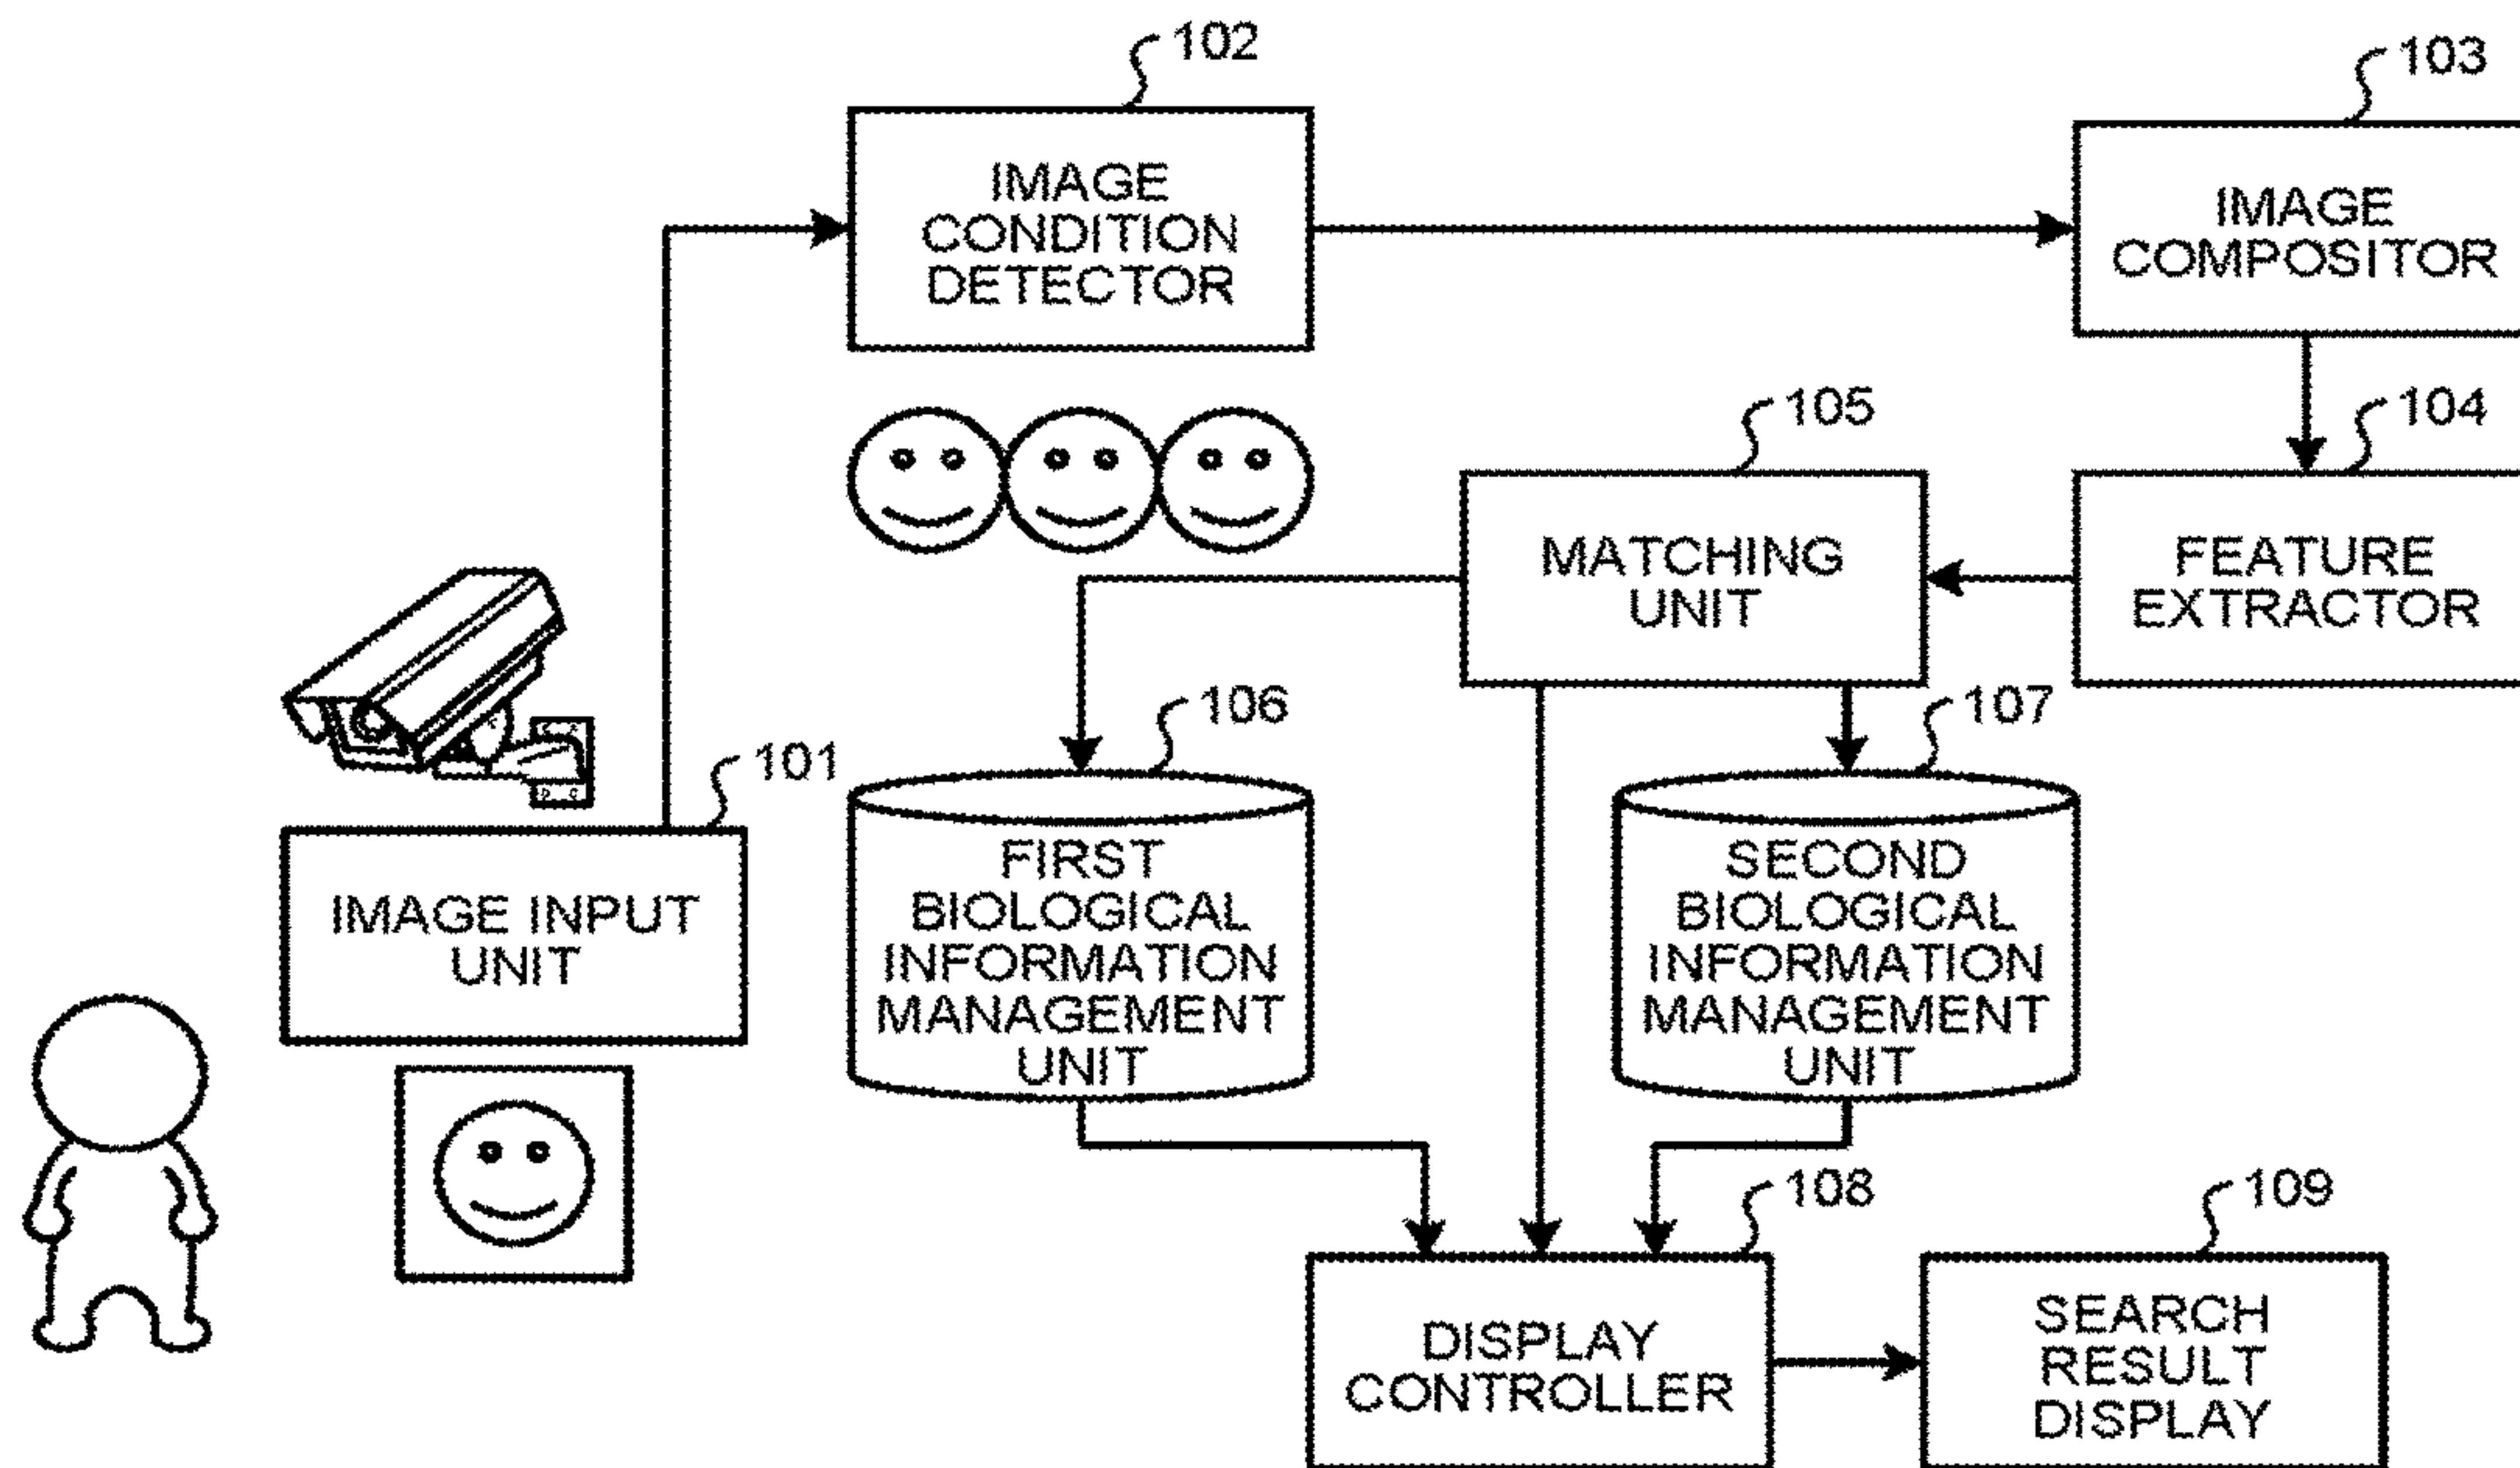 102
IMAGE
CONDITION
DETECTOR
103
IMAGE
COMPOSITOR
105
MATCHING
UNIT
104
FEATURE
EXTRACTOR
101
IMAGE INPUT
UNIT
106
FIRST
BIOLOGICAL
INFORMATION
MANAGEMENT
UNIT
107
SECOND
BIOLOGICAL
INFORMATION
MANAGEMENT
UNIT
108
DISPLAY
CONTROLLER
109
SEARCH
RESULT
DISPLAY